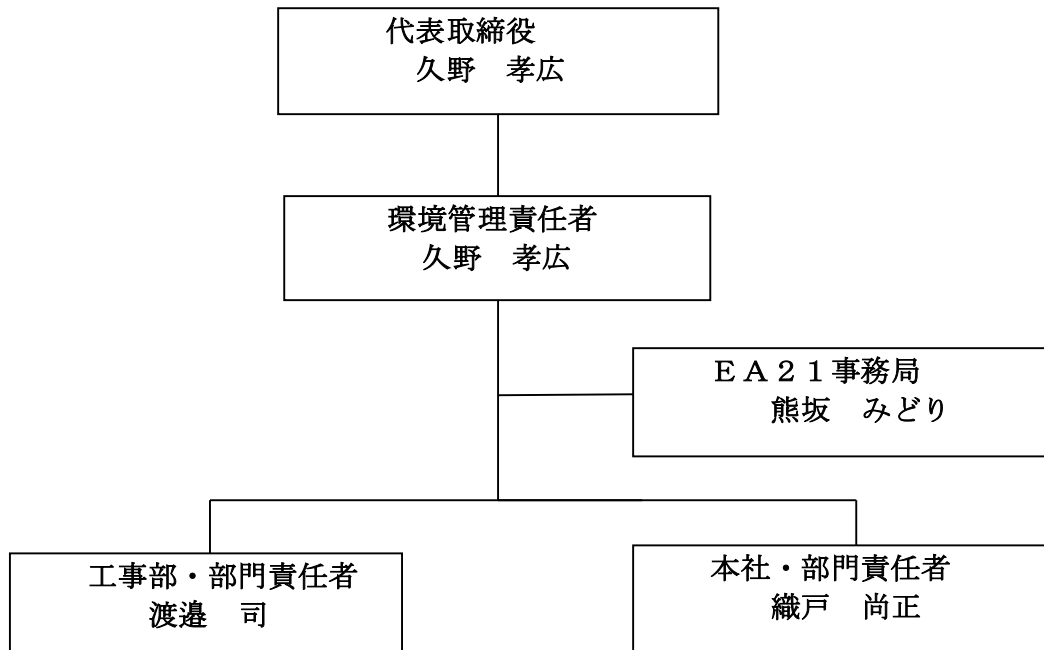 代表取締役
久野　孝広
環境管理責任者
久野　孝広
ＥＡ２１事務局
熊坂　みどり
工事部・部門責任者
渡邉　司
本社・部門責任者
織戸　尚正